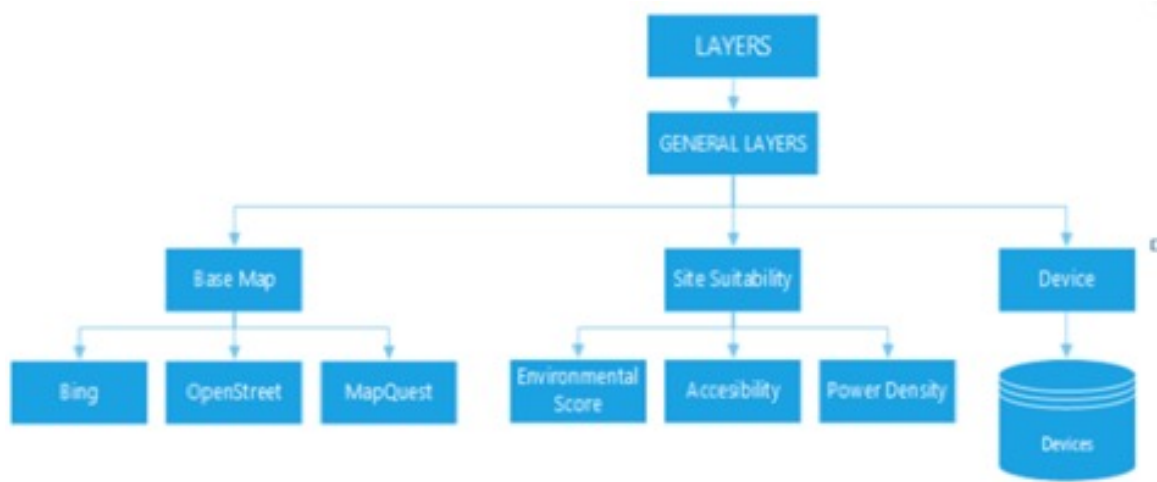 LAYERS
GENERAL LAYERS
Base Map
Site Suitability
Device
Bing
OpenStreet
MapQuest
Environmental
Score
Accesibility
Power Density
Devices